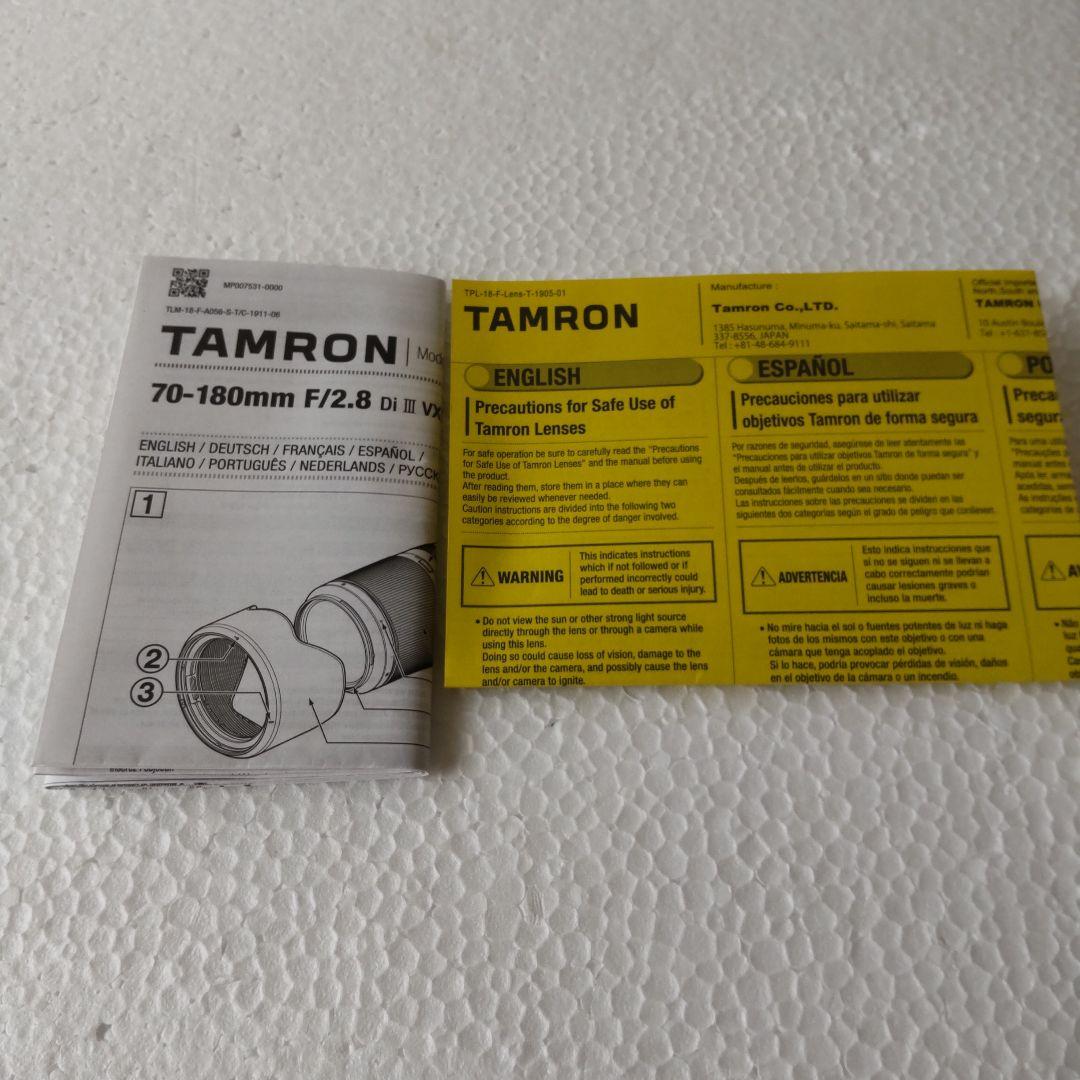 MP007531-0000
TLM-18-F-A056-S-T/C-1911-06
TAMRON
70-180mm F/2.8 Di III VX
ENGLISH / DEUTSCH / FRANÇAIS / ESPAÑOL /
ITALIANO / PORTUGUÊS / NEDERLANDS / РУССК
1
2
3
TPL-18-F-Lens-T-1905-01
TAMRON
Manufacture :
Tamron Co.,LTD.
1385 Hasunuma, Minuma-ku, Saitama-shi, Saitama
337-8556, JAPAN
Tel : +81-48-684-9111
TAMRON
ENGLISH
Precautions for Safe Use of
Tamron Lenses
For safe operation be sure to carefully read the "Precautions
for Safe Use of Tamron Lenses" and the manual before using
the product.
After reading them, store them in a place where they can
easily be reviewed whenever needed.
Caution instructions are divided into the following two
categories according to the degree of danger involved.
WARNING
This indicates instructions
which if not followed or if
performed incorrectly could
lead to death or serious injury.
• Do not view the sun or other strong light source
directly through the lens or through a camera while
using this lens.
Doing so could cause loss of vision, damage to the
lens and/or the camera, and possibly cause the lens
and/or camera to ignite.
ESPAÑOL
Precauciones para utilizar
objetivos Tamron de forma segura
Por razones de seguridad, asegúrese de leer atentamente las
"Precauciones para utilizar objetivos Tamron de forma segura" y
el manual antes de utilizar el producto.
Después de leerlos, guárdelos en un sitio donde puedan ser
consultados fácilmente cuando sea necesario.
Las instrucciones sobre las precauciones se dividen en las
siguientes dos categorías según el grado de peligro que conlleven.
ADVERTENCIA
Esto indica instrucciones que
si no se siguen ni se llevan a
cabo correctamente podrían
causar lesiones graves o
incluso la muerte.
• No mire hacia el sol o fuentes potentes de luz ni haga
fotos de los mismos con este objetivo o con una
cámara que tenga acoplado el objetivo.
Si lo hace, podría provocar pérdidas de visión, daños
en el objetivo de la cámara o un incendio.
PO
Preca
segur